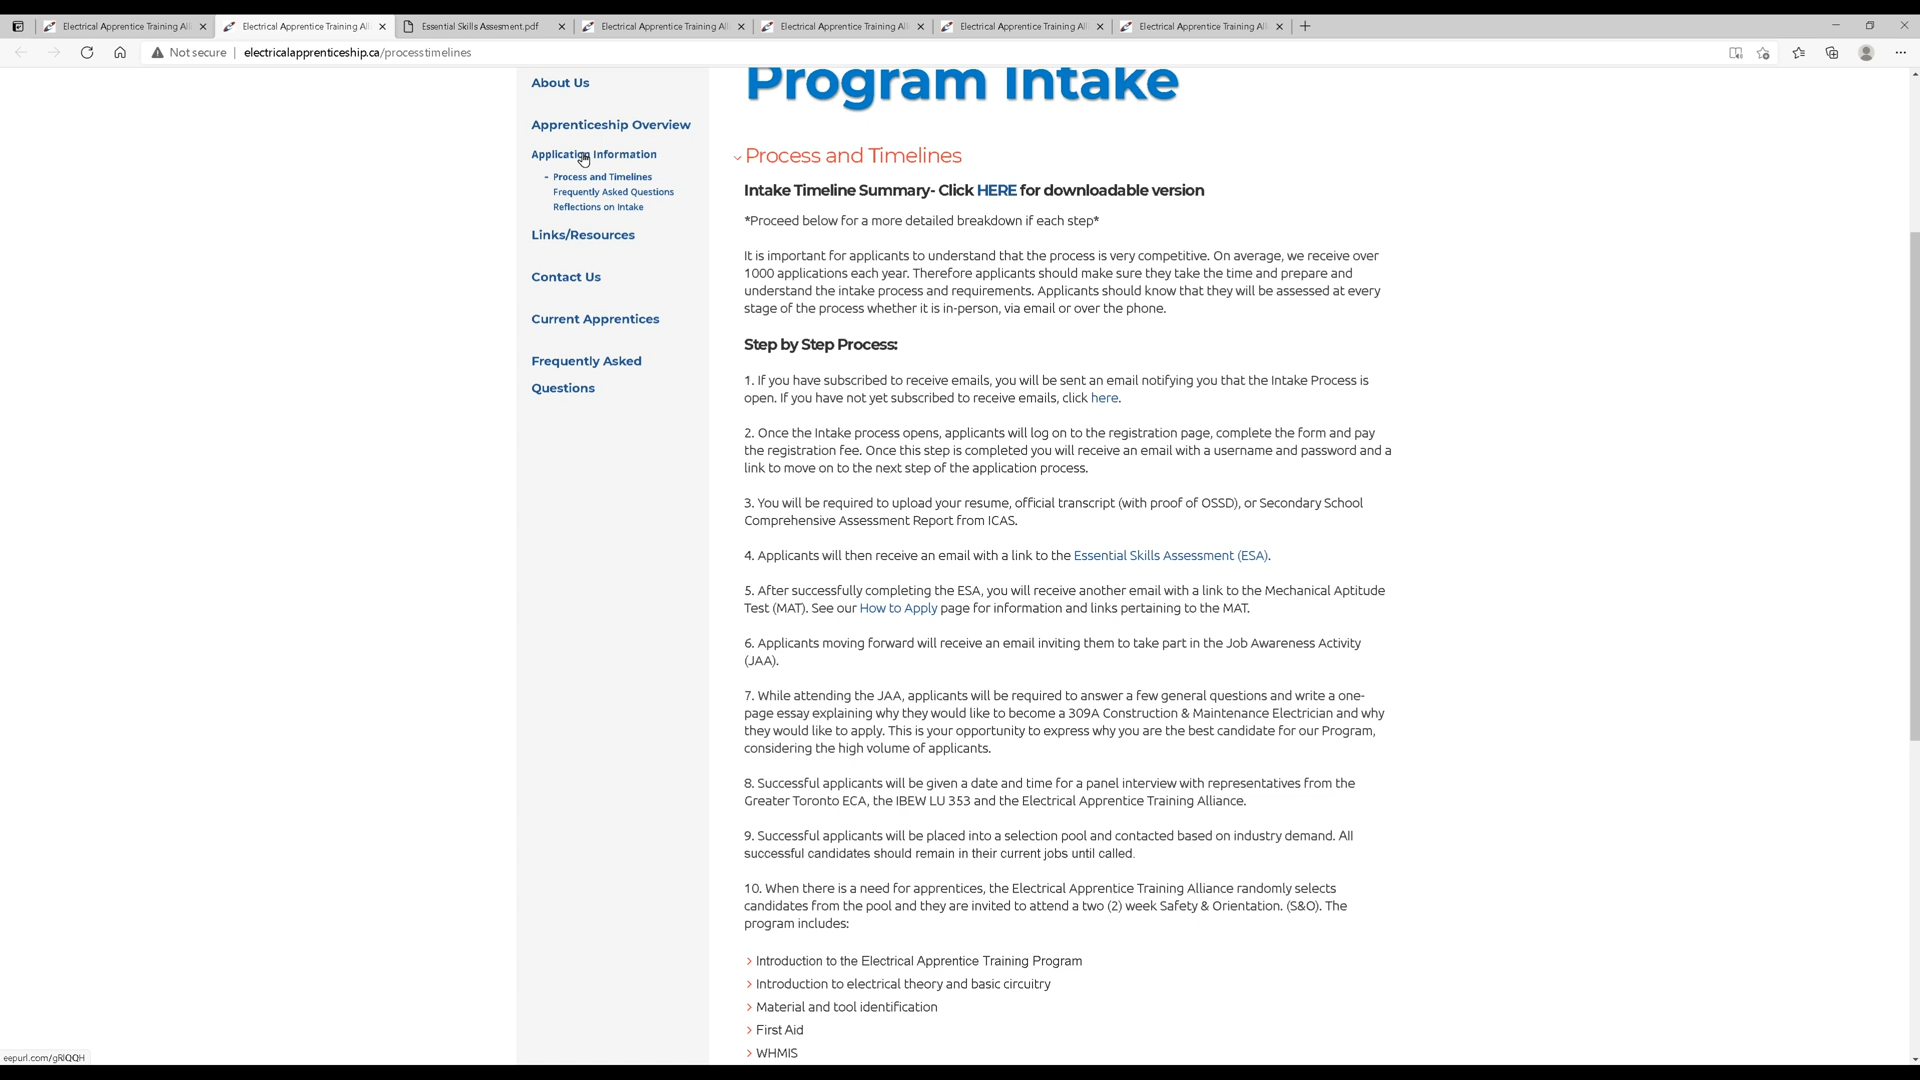 Electrical Apprentice Training All
Electrical Apprentice Training All
Essential Skills Assesment.pdf
Electrical Apprentice Training All
Electrical Apprentice Training All
Electrical Apprentice Training All
Electrical Apprentice Training All
Not secure | electricalapprenticeship.ca/processtimelines
About Us
Apprenticeship Overview
Application Information
- Process and Timelines
Frequently Asked Questions
Reflections on Intake
Links/Resources
Contact Us
Current Apprentices
Frequently Asked
Questions
Program Intake
Process and Timelines
Intake Timeline Summary- Click HERE for downloadable version
*Proceed below for a more detailed breakdown if each step*
It is important for applicants to understand that the process is very competitive. On average, we receive over
1000 applications each year. Therefore applicants should make sure they take the time and prepare and
understand the intake process and requirements. Applicants should know that they will be assessed at every
stage of the process whether it is in-person, via email or over the phone.
Step by Step Process:
1. If you have subscribed to receive emails, you will be sent an email notifying you that the Intake Process is
open. If you have not yet subscribed to receive emails, click here.
2. Once the Intake process opens, applicants will log on to the registration page, complete the form and pay
the registration fee. Once this step is completed you will receive an email with a username and password and a
link to move on to the next step of the application process.
3. You will be required to upload your resume, official transcript (with proof of OSSD), or Secondary School
Comprehensive Assessment Report from ICAS.
4. Applicants will then receive an email with a link to the Essential Skills Assessment (ESA).
5. After successfully completing the ESA, you will receive another email with a link to the Mechanical Aptitude
Test (MAT). See our How to Apply page for information and links pertaining to the MAT.
6. Applicants moving forward will receive an email inviting them to take part in the Job Awareness Activity
(JAA).
7. While attending the JAA, applicants will be required to answer a few general questions and write a one-
page essay explaining why they would like to become a 309A Construction & Maintenance Electrician and why
they would like to apply. This is your opportunity to express why you are the best candidate for our Program,
considering the high volume of applicants.
8. Successful applicants will be given a date and time for a panel interview with representatives from the
Greater Toronto ECA, the IBEW LU 353 and the Electrical Apprentice Training Alliance.
9. Successful applicants will be placed into a selection pool and contacted based on industry demand. All
successful candidates should remain in their current jobs until called.
10. When there is a need for apprentices, the Electrical Apprentice Training Alliance randomly selects
candidates from the pool and they are invited to attend a two (2) week Safety & Orientation. (S&O). The
program includes:
> Introduction to the Electrical Apprentice Training Program
> Introduction to electrical theory and basic circuitry
> Material and tool identification
> First Aid
> WHMIS
eepurl.com/gRlQQH